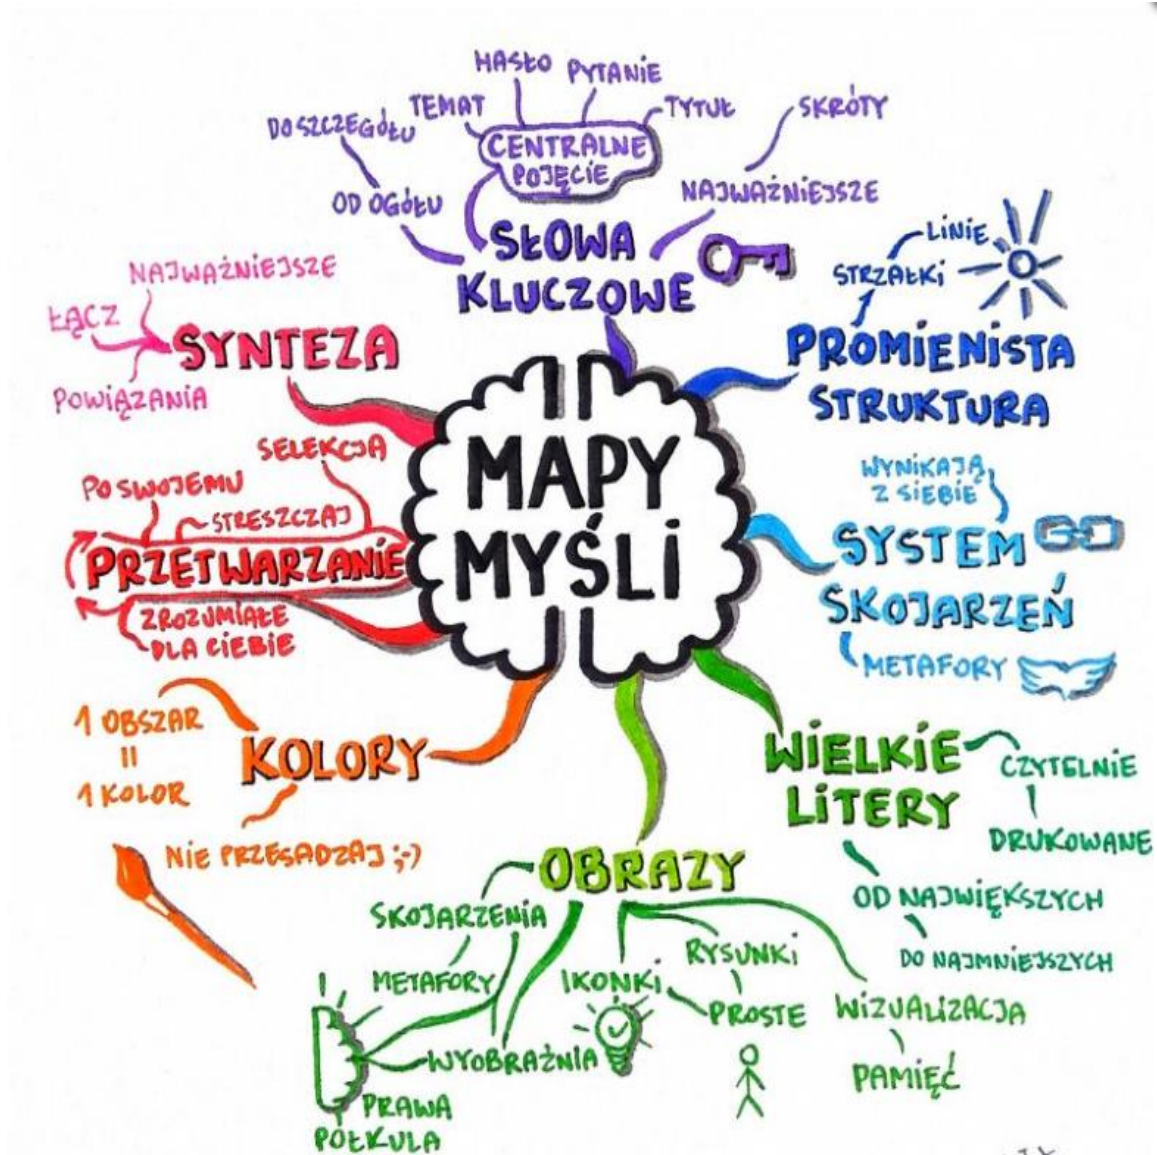 MAPY
MYŚLI
SŁOWA
KLUCZOWE
CENTRALNE
POJĘCIE
TEMAT
HASŁO
PYTANIE
TYTUŁ
OD OGÓŁU
DO SZCZEGÓŁU
NAJWAŻNIEJSZE
SKRÓTY
PROMIENISTA
STRUKTURA
STRZAŁKI
LINIE
SYSTEM
SKOJARZEŃ
WYNIKAJĄ
Z SIEBIE
METAFORY
WIELKIE
LITERY
CZYTELNIE
DRUKOWANE
OD NAJWIĘKSZYCH
DO NAJMNIEJSZYCH
OBRAZY
SKOJARZENIA
METAFORY
WYOBRAŹNIA
PRAWA
PÓŁKULA
IKONKI
RYSUNKI
PROSTE
WIZUALIZACJA
PAMIĘĆ
KOLORY
1 OBSZAR
=
1 KOLOR
NIE PRZESADZAJ ;-)
PRZETWARZANIE
PO SWOJEMU
STRESZCZAJ
SELEKCJA
ZROZUMIAŁE
DLA CIEBIE
SYNTEZA
NAJWAŻNIEJSZE
ŁĄCZ
POWIĄZANIA